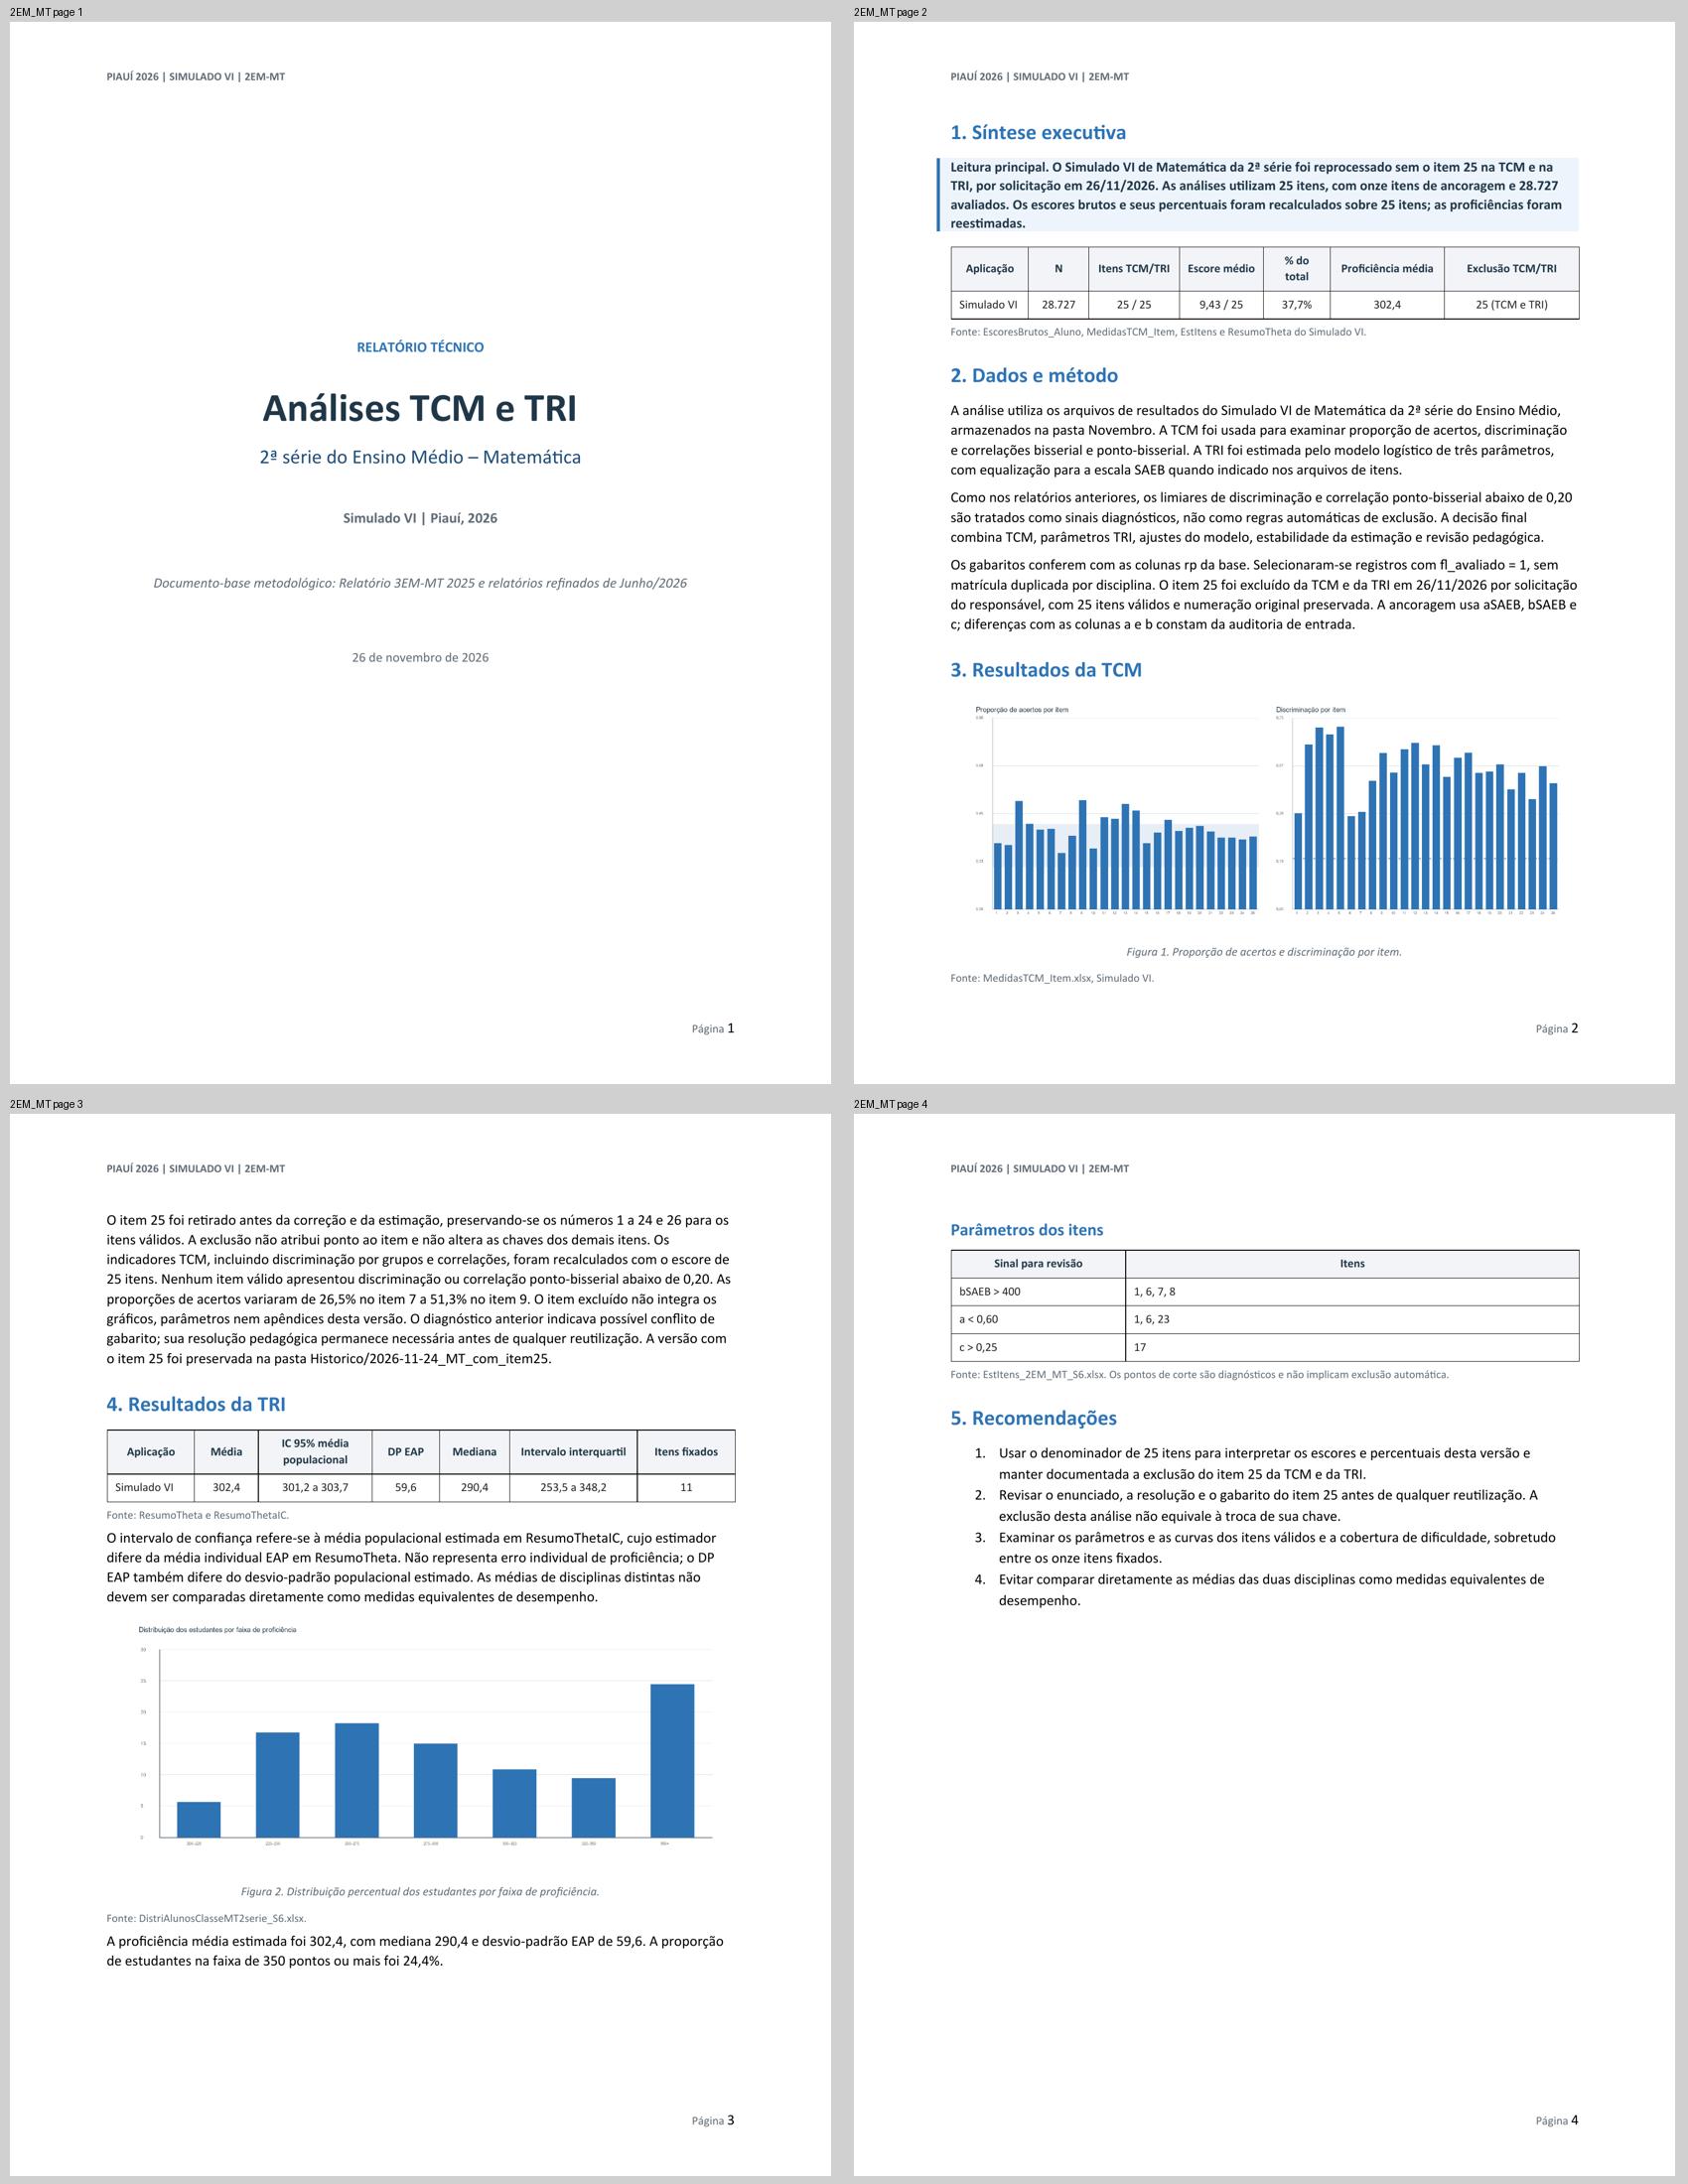 2EM_MT page 1
PIAUÍ 2026 | SIMULADO VI | 2EM-MT
RELATÓRIO TÉCNICO
Análises TCM e TRI
2ª série do Ensino Médio – Matemática
Simulado VI | Piauí, 2026
Documento-base metodológico: Relatório 3EM-MT 2025 e relatórios refinados de Junho/2026
26 de novembro de 2026
Página 1
2EM_MT page 2
PIAUÍ 2026 | SIMULADO VI | 2EM-MT
1. Síntese executiva
Leitura principal. O Simulado VI de Matemática da 2ª série foi reprocessado sem o item 25 na TCM e na
TRI, por solicitação em 26/11/2026. As análises utilizam 25 itens, com onze itens de ancoragem e 28.727
avaliados. Os escores brutos e seus percentuais foram recalculados sobre 25 itens; as proficiências foram
reestimadas.
Aplicação N Itens TCM/TRI Escore médio % do total Proficiência média Exclusão TCM/TRI
Simulado VI 28.727 25 / 25 9,43 / 25 37,7% 302,4 25 (TCM e TRI)
Fonte: EscoresBrutos_Aluno, MedidasTCM_Item, EstItens e ResumoTheta do Simulado VI.
2. Dados e método
A análise utiliza os arquivos de resultados do Simulado VI de Matemática da 2ª série do Ensino Médio,
armazenados na pasta Novembro. A TCM foi usada para examinar proporção de acertos, discriminação
e correlações bisserial e ponto-bisserial. A TRI foi estimada pelo modelo logístico de três parâmetros,
com equalização para a escala SAEB quando indicado nos arquivos de itens.
Como nos relatórios anteriores, os limiares de discriminação e correlação ponto-bisserial abaixo de 0,20
são tratados como sinais diagnósticos, não como regras automáticas de exclusão. A decisão final
combina TCM, parâmetros TRI, ajustes do modelo, estabilidade da estimação e revisão pedagógica.
Os gabaritos conferem com as colunas rp da base. Selecionaram-se registros com fl_avaliado = 1, sem
matrícula duplicada por disciplina. O item 25 foi excluído da TCM e da TRI em 26/11/2026 por solicitação
do responsável, com 25 itens válidos e numeração original preservada. A ancoragem usa aSAEB, bSAEB e
c; diferenças com as colunas a e b constam da auditoria de entrada.
3. Resultados da TCM
Proporção de acertos por item
Discriminação por item
Figura 1. Proporção de acertos e discriminação por item.
Fonte: MedidasTCM_Item.xlsx, Simulado VI.
Página 2
2EM_MT page 3
PIAUÍ 2026 | SIMULADO VI | 2EM-MT
O item 25 foi retirado antes da correção e da estimação, preservando-se os números 1 a 24 e 26 para os
itens válidos. A exclusão não atribui ponto ao item e não altera as chaves dos demais itens. Os
indicadores TCM, incluindo discriminação por grupos e correlações, foram recalculados com o escore de
25 itens. Nenhum item válido apresentou discriminação ou correlação ponto-bisserial abaixo de 0,20. As
proporções de acertos variaram de 26,5% no item 7 a 51,3% no item 9. O item excluído não integra os
gráficos, parâmetros nem apêndices desta versão. O diagnóstico anterior indicava possível conflito de
gabarito; sua resolução pedagógica permanece necessária antes de qualquer reutilização. A versão com
o item 25 foi preservada na pasta Historico/2026-11-24_MT_com_item25.
4. Resultados da TRI
Aplicação Média IC 95% média populacional DP EAP Mediana Intervalo interquartil Itens fixados
Simulado VI 302,4 301,2 a 303,7 59,6 290,4 253,5 a 348,2 11
Fonte: ResumoTheta e ResumoThetaIC.
O intervalo de confiança refere-se à média populacional estimada em ResumoThetaIC, cujo estimador
difere da média individual EAP em ResumoTheta. Não representa erro individual de proficiência; o DP
EAP também difere do desvio-padrão populacional estimado. As médias de disciplinas distintas não
devem ser comparadas diretamente como medidas equivalentes de desempenho.
Distribuição dos estudantes por faixa de proficiência
Figura 2. Distribuição percentual dos estudantes por faixa de proficiência.
Fonte: DistriAlunosClasseMT2serie_S6.xlsx.
A proficiência média estimada foi 302,4, com mediana 290,4 e desvio-padrão EAP de 59,6. A proporção
de estudantes na faixa de 350 pontos ou mais foi 24,4%.
Página 3
2EM_MT page 4
PIAUÍ 2026 | SIMULADO VI | 2EM-MT
Parâmetros dos itens
Sinal para revisão Itens
bSAEB > 400 1, 6, 7, 8
a < 0,60 1, 6, 23
c > 0,25 17
Fonte: EstItens_2EM_MT_S6.xlsx. Os pontos de corte são diagnósticos e não implicam exclusão automática.
5. Recomendações
1. Usar o denominador de 25 itens para interpretar os escores e percentuais desta versão e
manter documentada a exclusão do item 25 da TCM e da TRI.
2. Revisar o enunciado, a resolução e o gabarito do item 25 antes de qualquer reutilização. A
exclusão desta análise não equivale à troca de sua chave.
3. Examinar os parâmetros e as curvas dos itens válidos e a cobertura de dificuldade, sobretudo
entre os onze itens fixados.
4. Evitar comparar diretamente as médias das duas disciplinas como medidas equivalentes de
desempenho.
Página 4